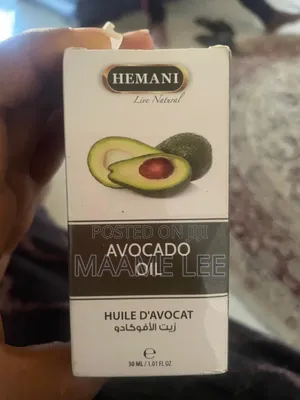 HEMANI
Live Natural
POSTED ON
AVOCADO
MAAME LEE
OIL
HUILE D'AVOCAT
زيت الأفوكادو
e
30 ML / 1.01 FL.OZ